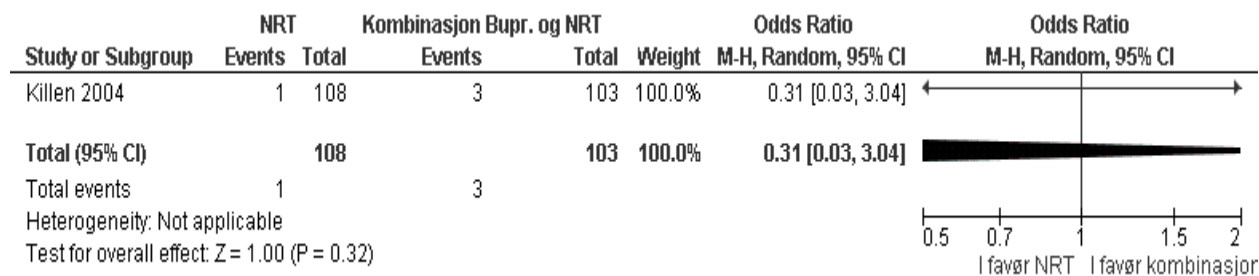 NRT Kombinasjon Bupr. og NRT Odds Ratio Odds Ratio
Study or Subgroup Events Total Events Total Weight M-H, Random, 95% CI M-H, Random, 95% CI
Killen 2004 1 108 3 103 100.0% 0.31 [0.03, 3.04]
Total (95% CI) 108 103 100.0% 0.31 [0.03, 3.04]
Total events 1 3
Heterogeneity: Not applicable
Test for overall effect: Z = 1.00 (P = 0.32)
0.5 0.7 1 1.5 2
I favør NRT I favør kombinasjon